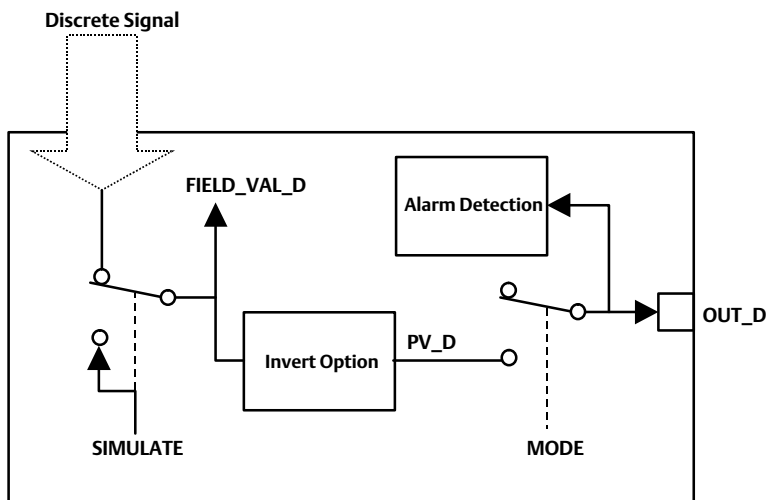 Discrete Signal
FIELD_VAL_D
Alarm Detection
OUT_D
PV_D
Invert Option
SIMULATE
MODE